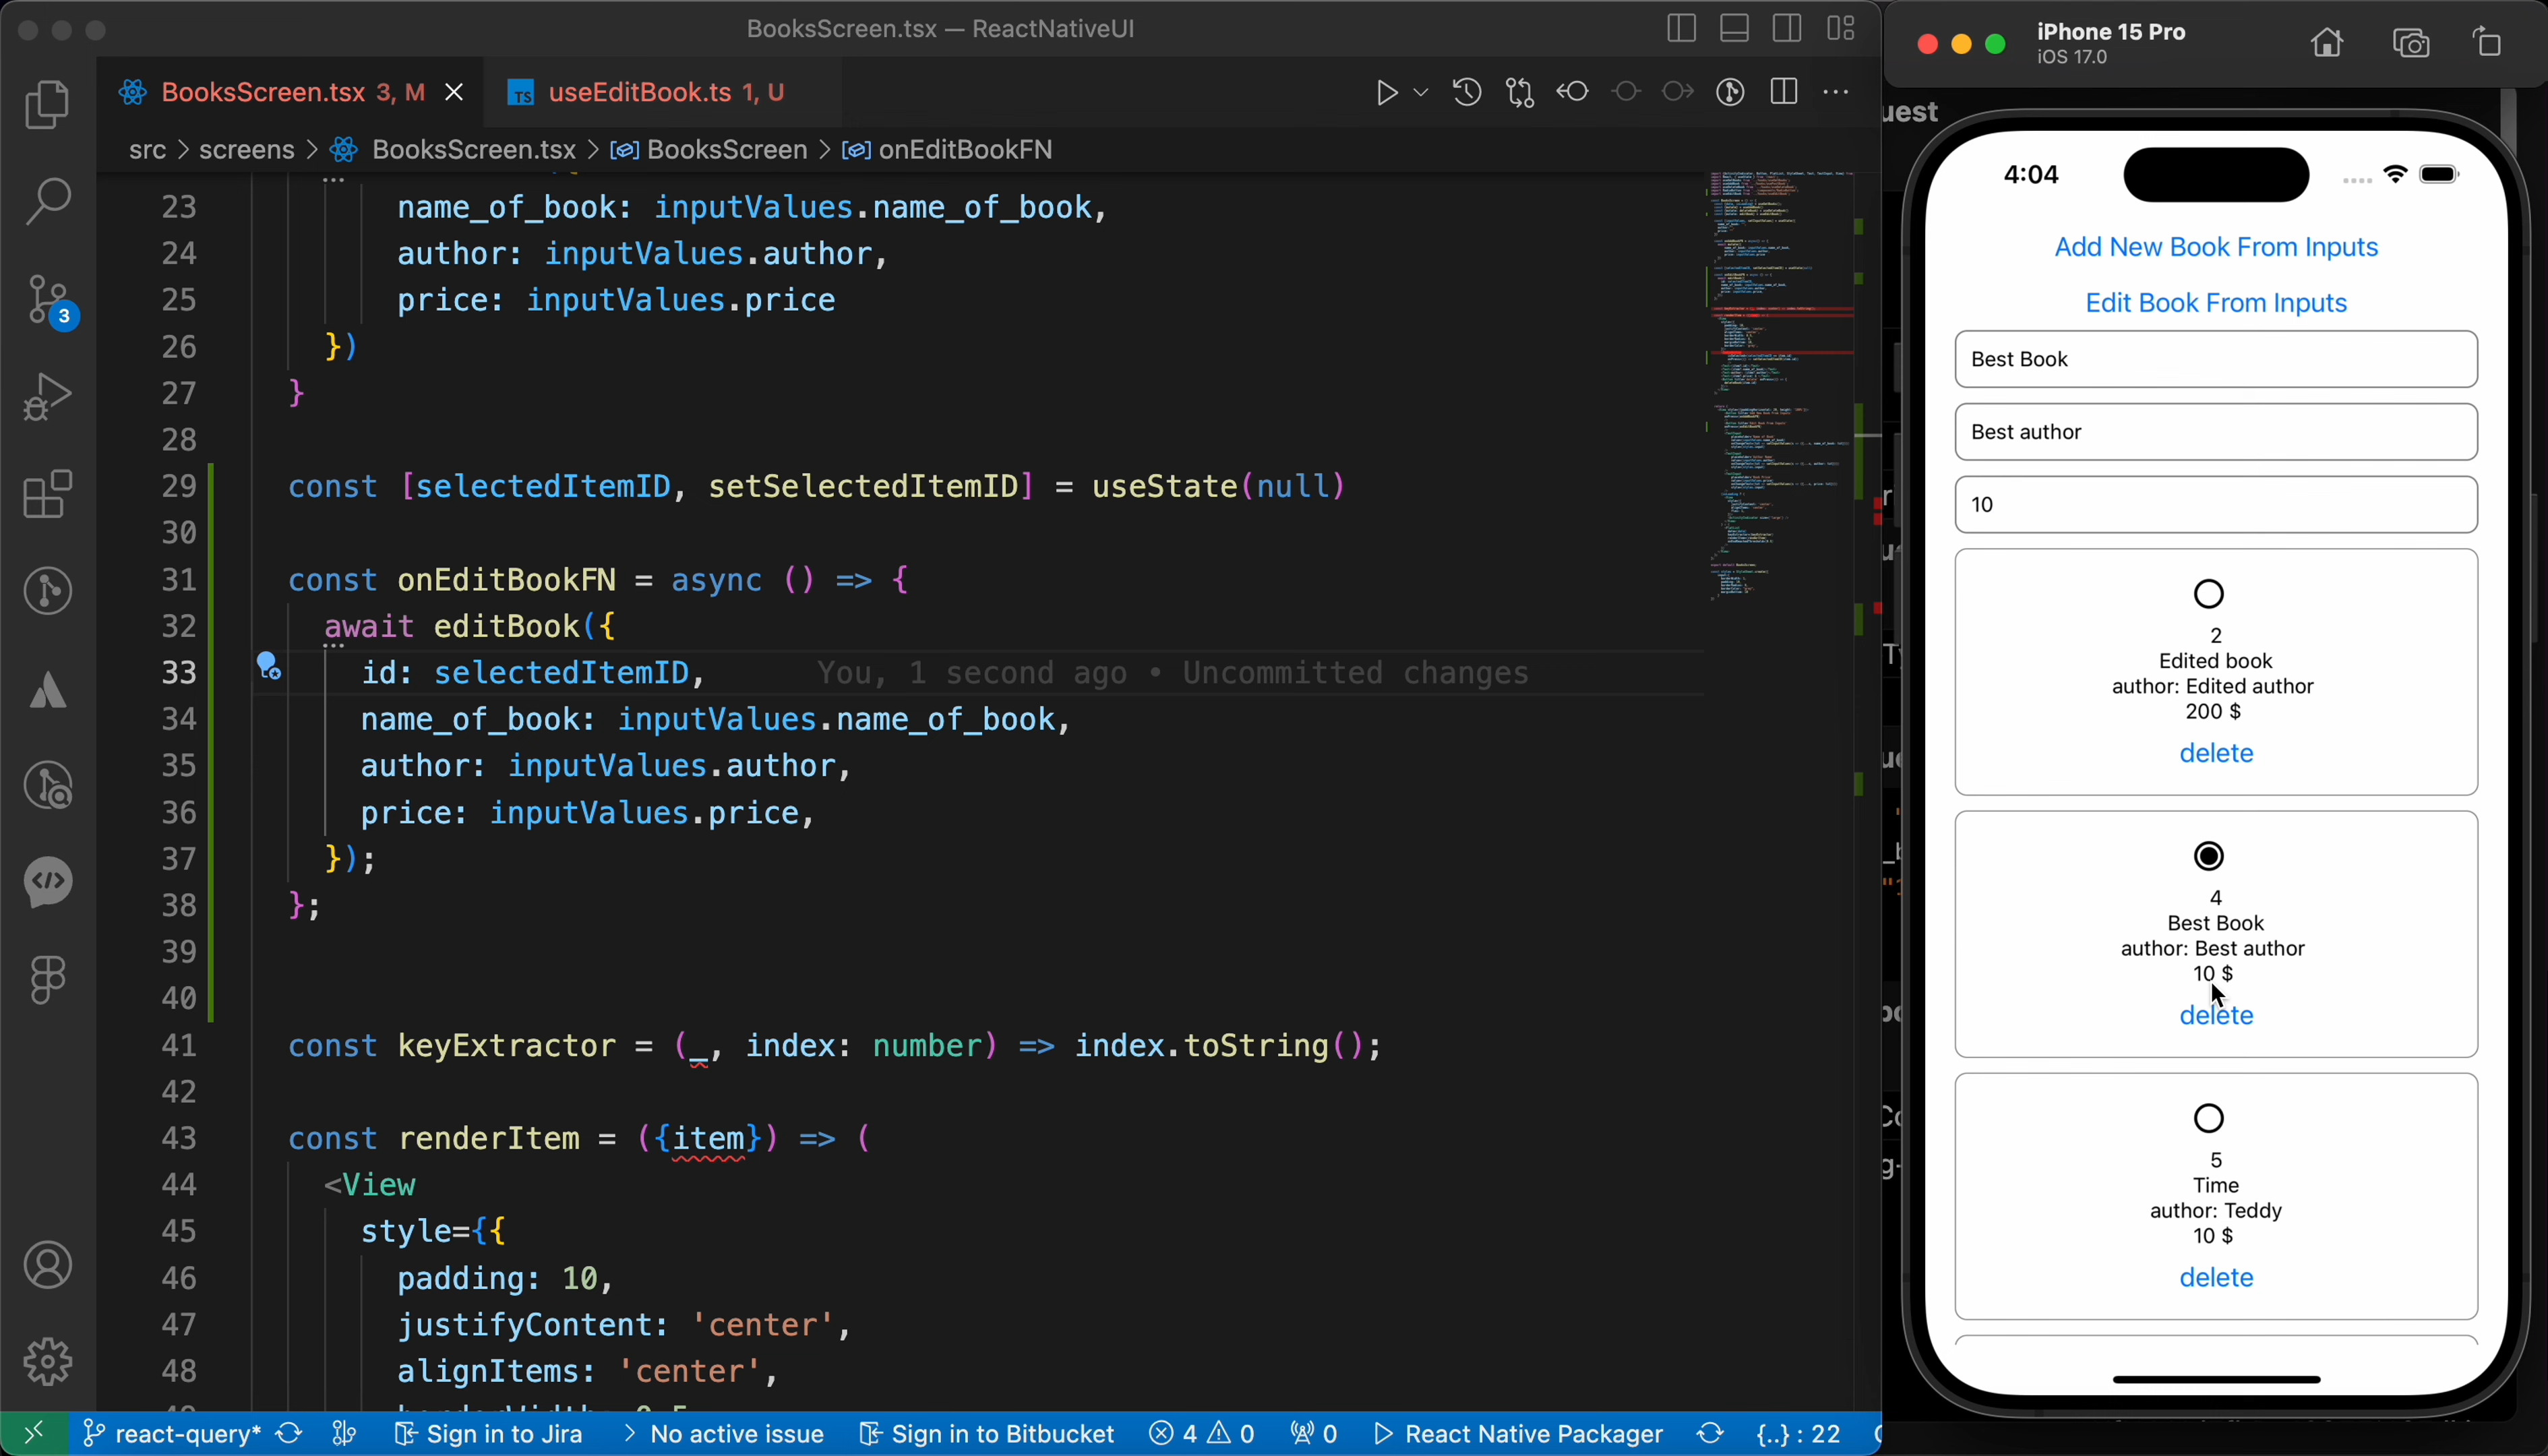 BooksScreen.tsx — ReactNativeUI
BooksScreen.tsx 3, M
TS useEditBook.ts 1, U
src > screens > BooksScreen.tsx > BooksScreen > onEditBookFN
23 name_of_book: inputValues.name_of_book,
24 author: inputValues.author,
25 price: inputValues.price
26 })
27 }
28
29 const [selectedItemID, setSelectedItemID] = useState(null)
30
31 const onEditBookFN = async () => {
32 await editBook({
33 id: selectedItemID, You, 1 second ago • Uncommitted changes
34 name_of_book: inputValues.name_of_book,
35 author: inputValues.author,
36 price: inputValues.price,
37 });
38 };
39
40
41 const keyExtractor = (_, index: number) => index.toString();
42
43 const renderItem = ({item}) => (
44 <View
45 style={{
46 padding: 10,
47 justifyContent: 'center',
48 alignItems: 'center',
3
react-query* Sign in to Jira No active issue Sign in to Bitbucket 4 0 0 React Native Packager {..} : 22
iPhone 15 Pro
iOS 17.0
uest
4:04
Add New Book From Inputs
Edit Book From Inputs
Best Book
Best author
10
2
Edited book
author: Edited author
200 $
delete
4
Best Book
author: Best author
10 $
delete
5
Time
author: Teddy
10 $
delete